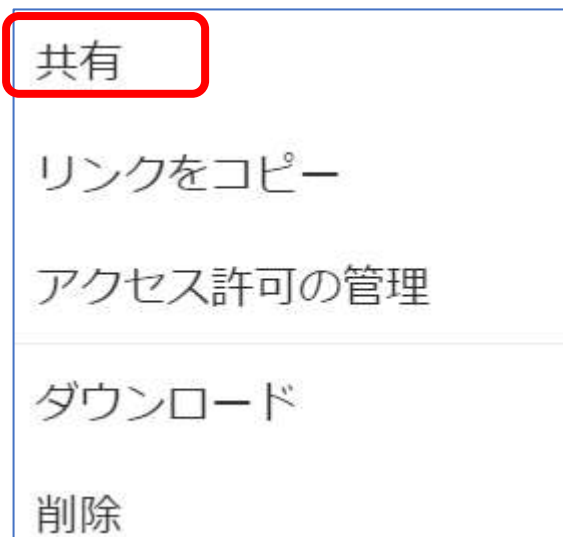 共有
リンクをコピー
アクセス許可の管理
ダウンロード
削除